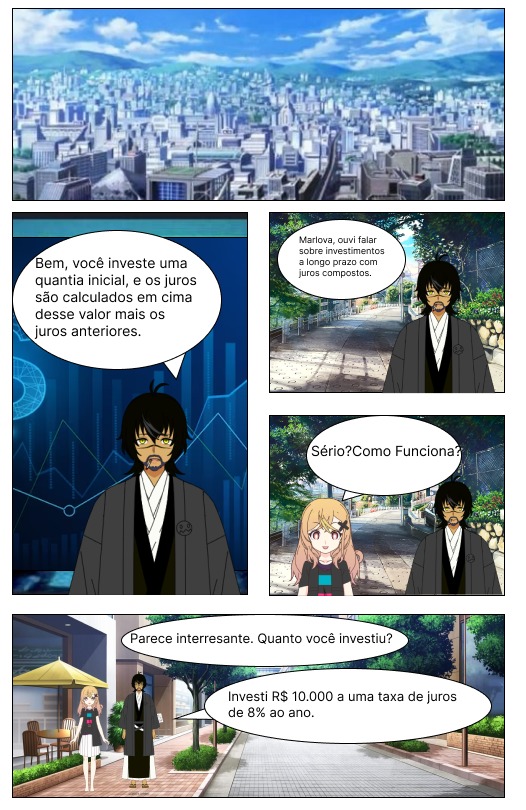 Marlova, ouvi falar
sobre investimentos
a longo prazo com
juros compostos.
Sério?Como Funciona?
Bem, você investe uma
quantia inicial, e os juros
são calculados em cima
desse valor mais os
juros anteriores.
Parece interresante. Quanto você investiu?
Investi R$ 10.000 a uma taxa de juros
de 8% ao ano.